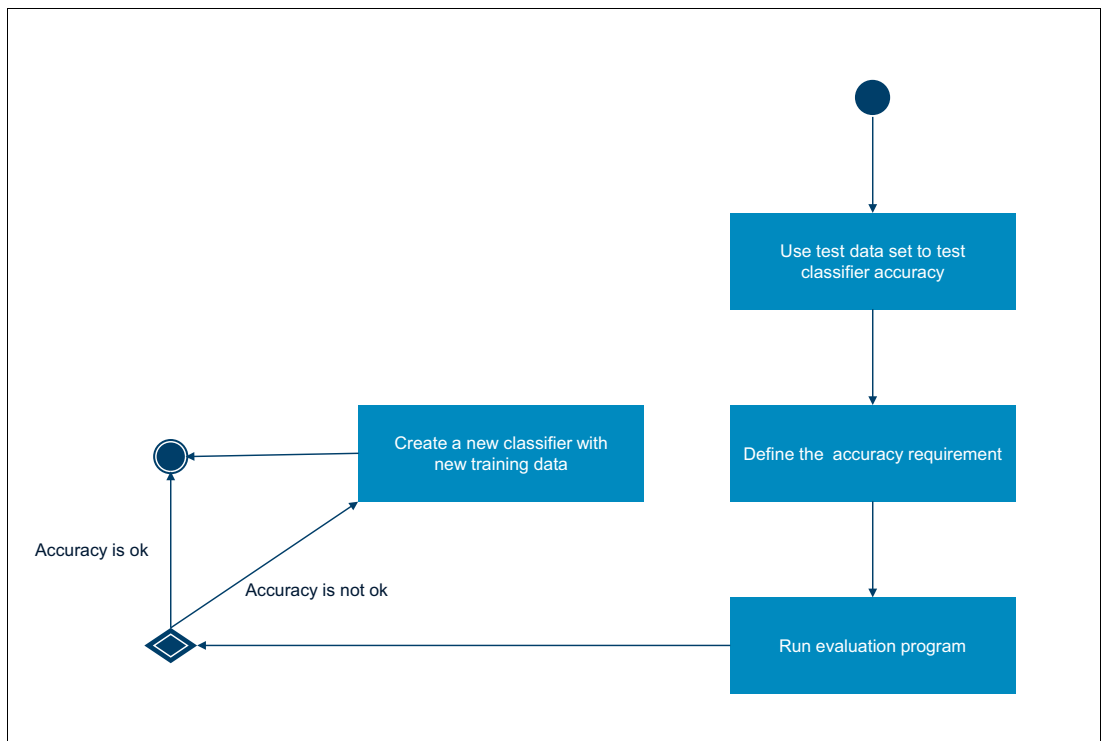 Use test data set to test
classifier accuracy
Create a new classifier with
new training data
Define the  accuracy requirement
Accuracy is ok
Accuracy is not ok
Run evaluation program